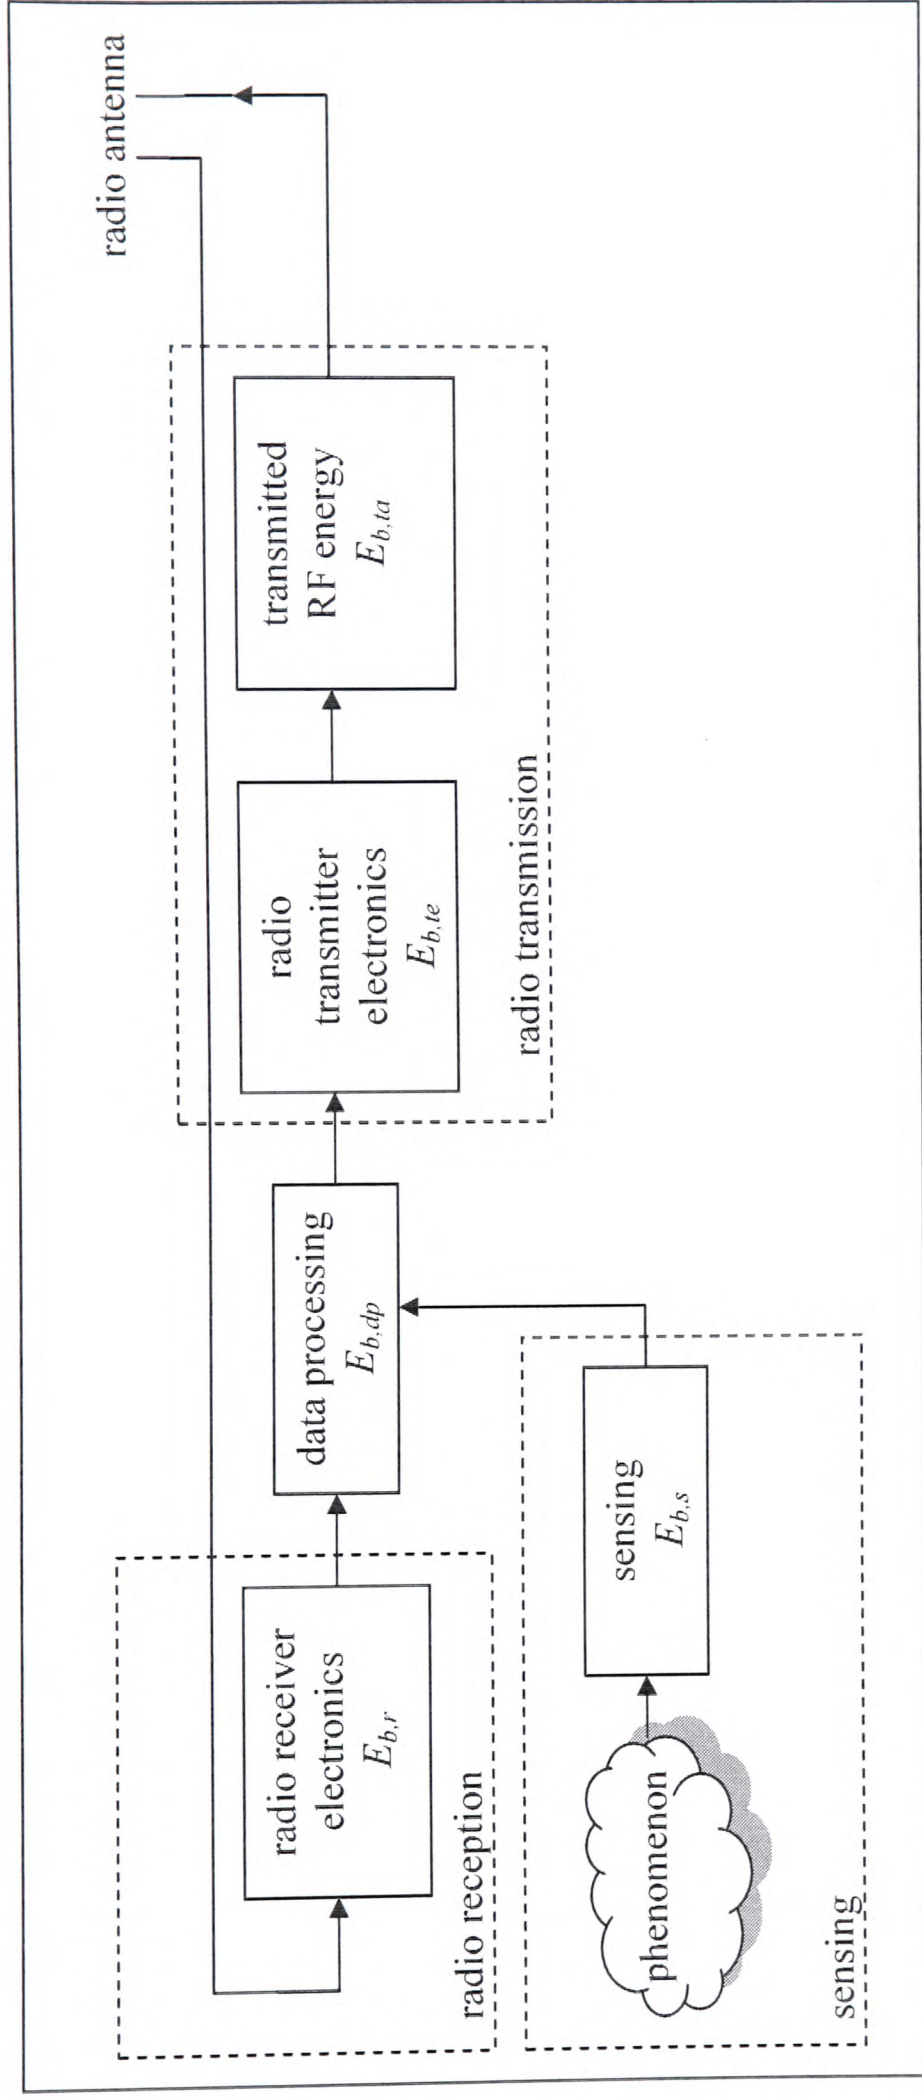 radio antenna
radio receiver
electronics
E_{b,r}
radio reception
data processing
E_{b,dp}
radio
transmitter
electronics
E_{b,te}
transmitted
RF energy
E_{b,ta}
radio transmission
phenomenon
sensing
E_{b,s}
sensing